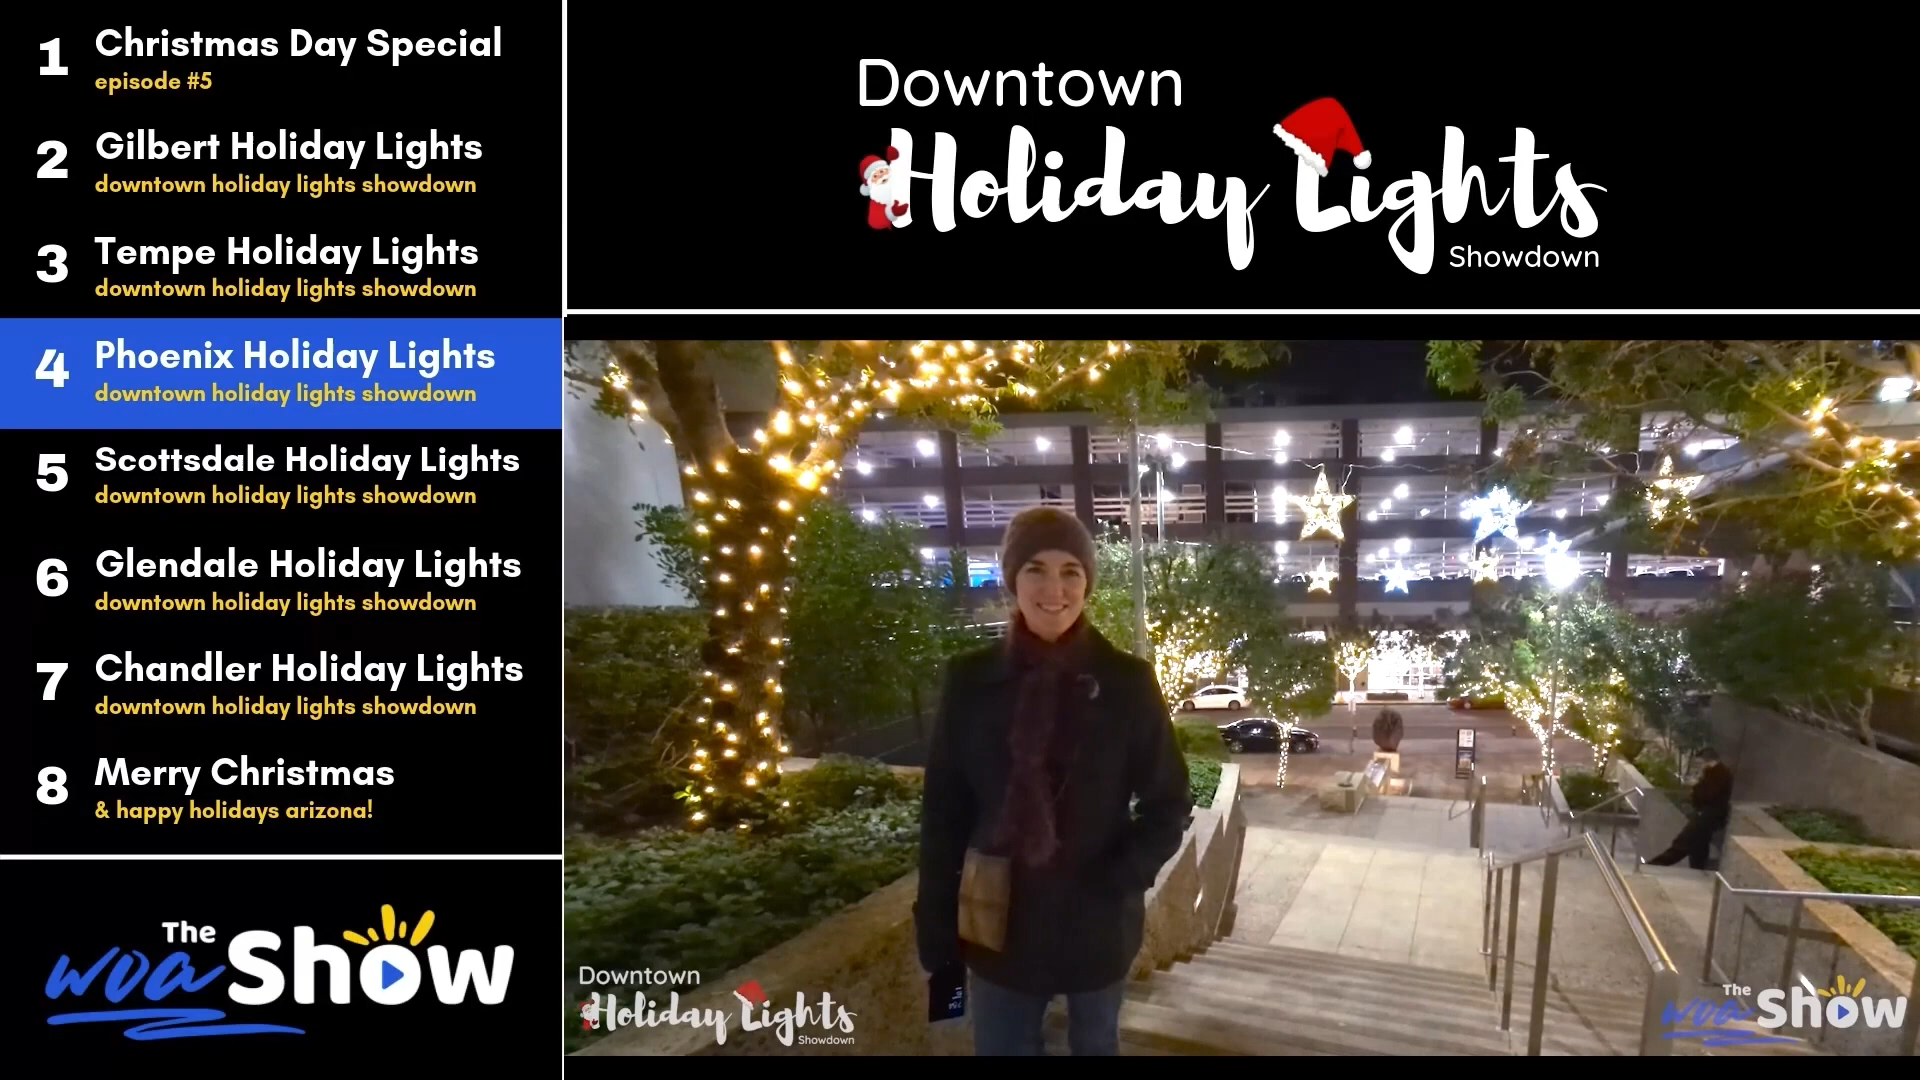 1
Christmas Day Special
episode #5
2
Gilbert Holiday Lights
downtown holiday lights showdown
3
Tempe Holiday Lights
downtown holiday lights showdown
4
Phoenix Holiday Lights
downtown holiday lights showdown
5
Scottsdale Holiday Lights
downtown holiday lights showdown
6
Glendale Holiday Lights
downtown holiday lights showdown
7
Chandler Holiday Lights
downtown holiday lights showdown
8
Merry Christmas
& happy holidays arizona!
The
woa Show
Downtown
Holiday Lights
Showdown
Downtown
Holiday Lights
Showdown
The
woa Show